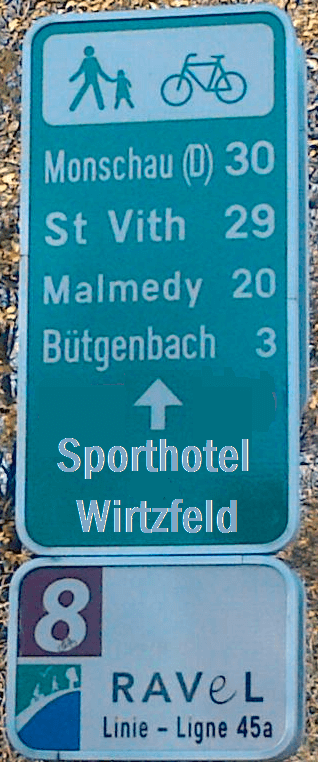 Monschau (D) 30
St Vith 29
Malmedy 20
Bütgenbach 3
Sporthotel
Wirtzfeld
8
RAVeL
Linie - Ligne 45a